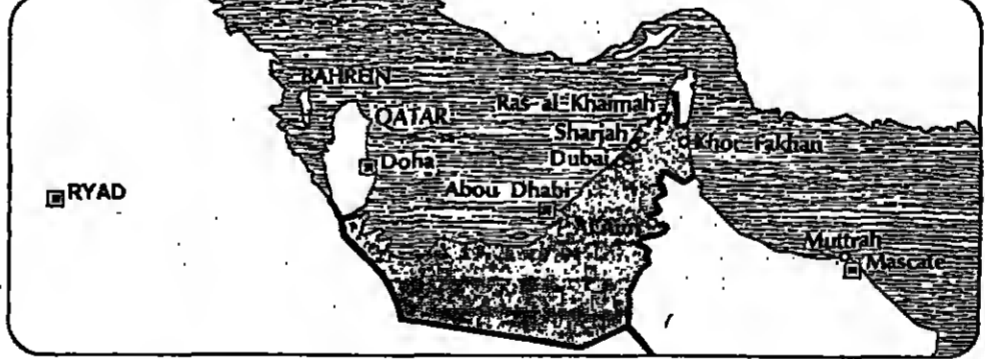 BAHREIN
QATAR
Doha
RYAD
Ras-al-Khaimah
Sharjah
Dubai
Abou Dhabi
Khor Fakhan
Muttrah
Mascate